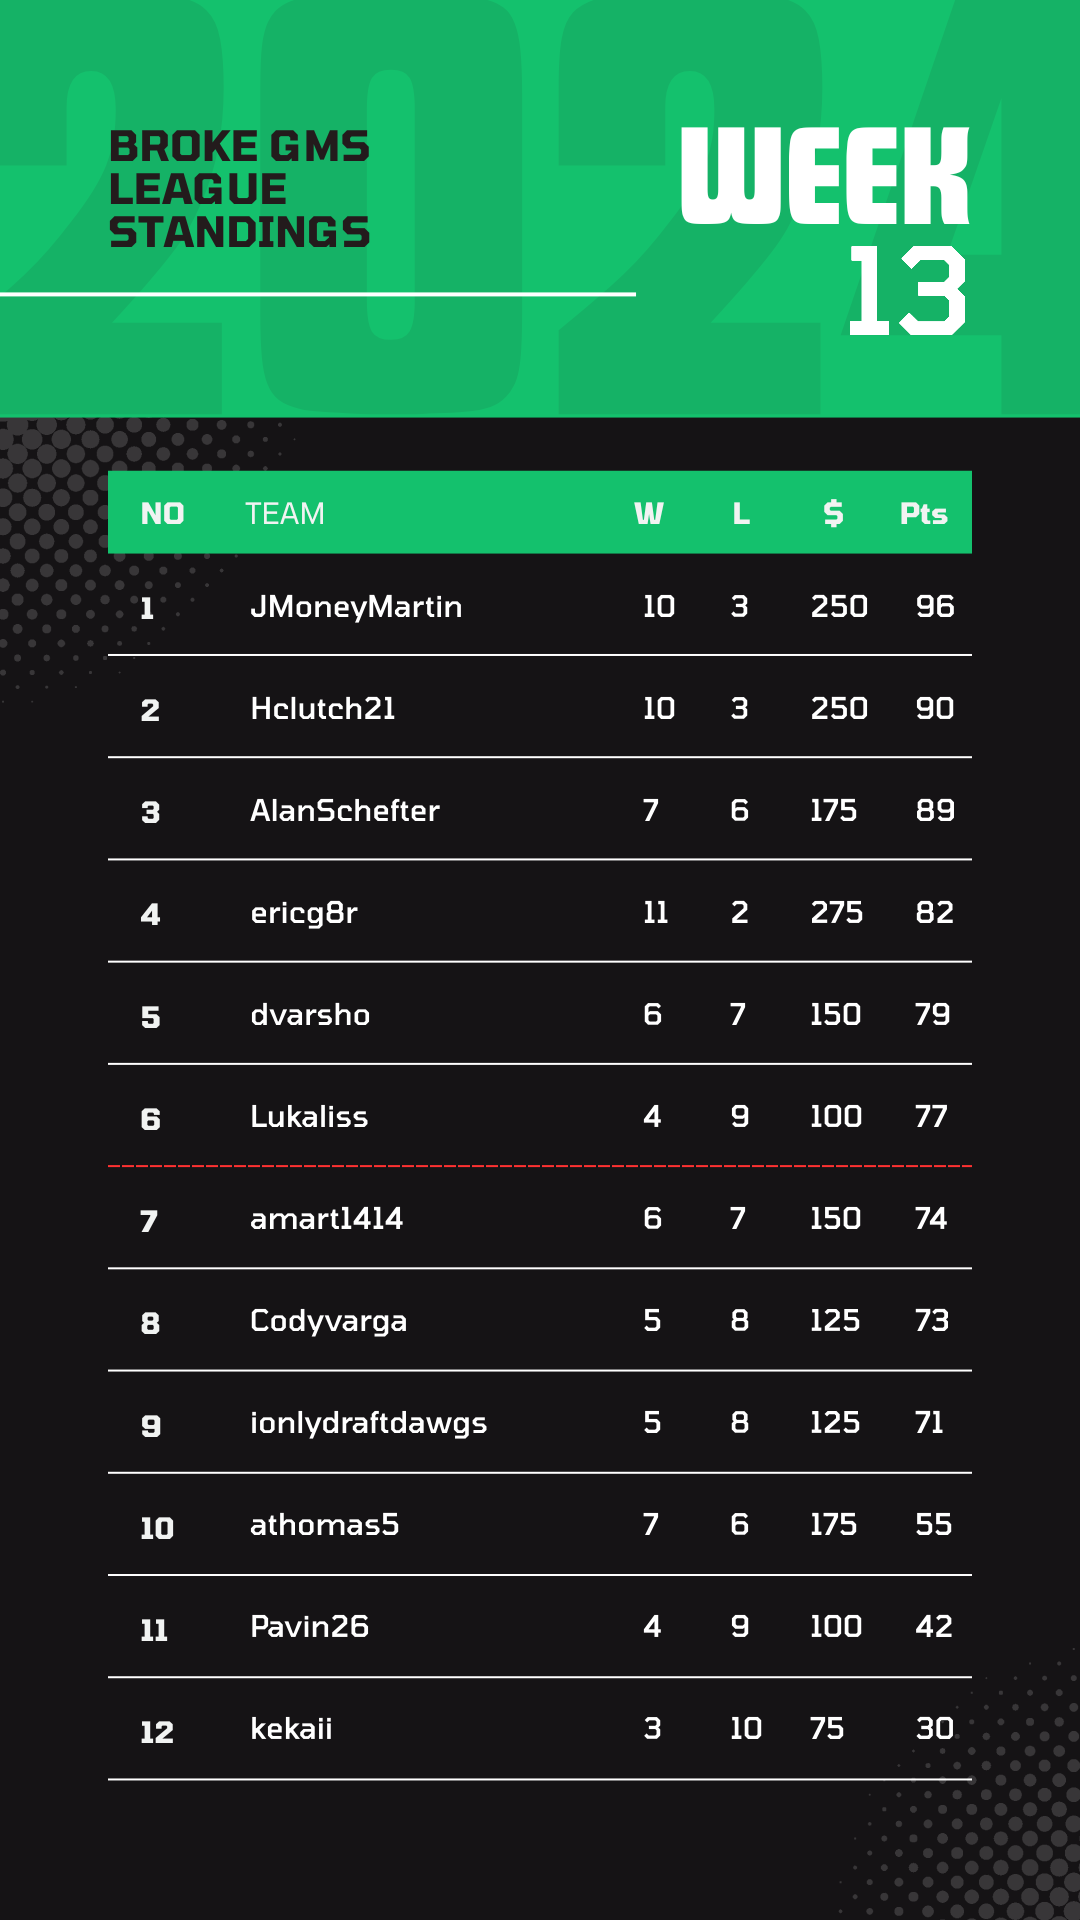 2024
BROKE GMS
LEAGUE
STANDINGS
WEEK
13
NO TEAM W L $ Pts
1 JMoneyMartin 10 3 250 96
2 Hclutch21 10 3 250 90
3 AlanSchefter 7 6 175 89
4 ericg8r 11 2 275 82
5 dvarsho 6 7 150 79
6 Lukaliss 4 9 100 77
7 amart1414 6 7 150 74
8 Codyvarga 5 8 125 73
9 ionlydraftdawgs 5 8 125 71
10 athomas5 7 6 175 55
11 Pavin26 4 9 100 42
12 kekaii 3 10 75 30